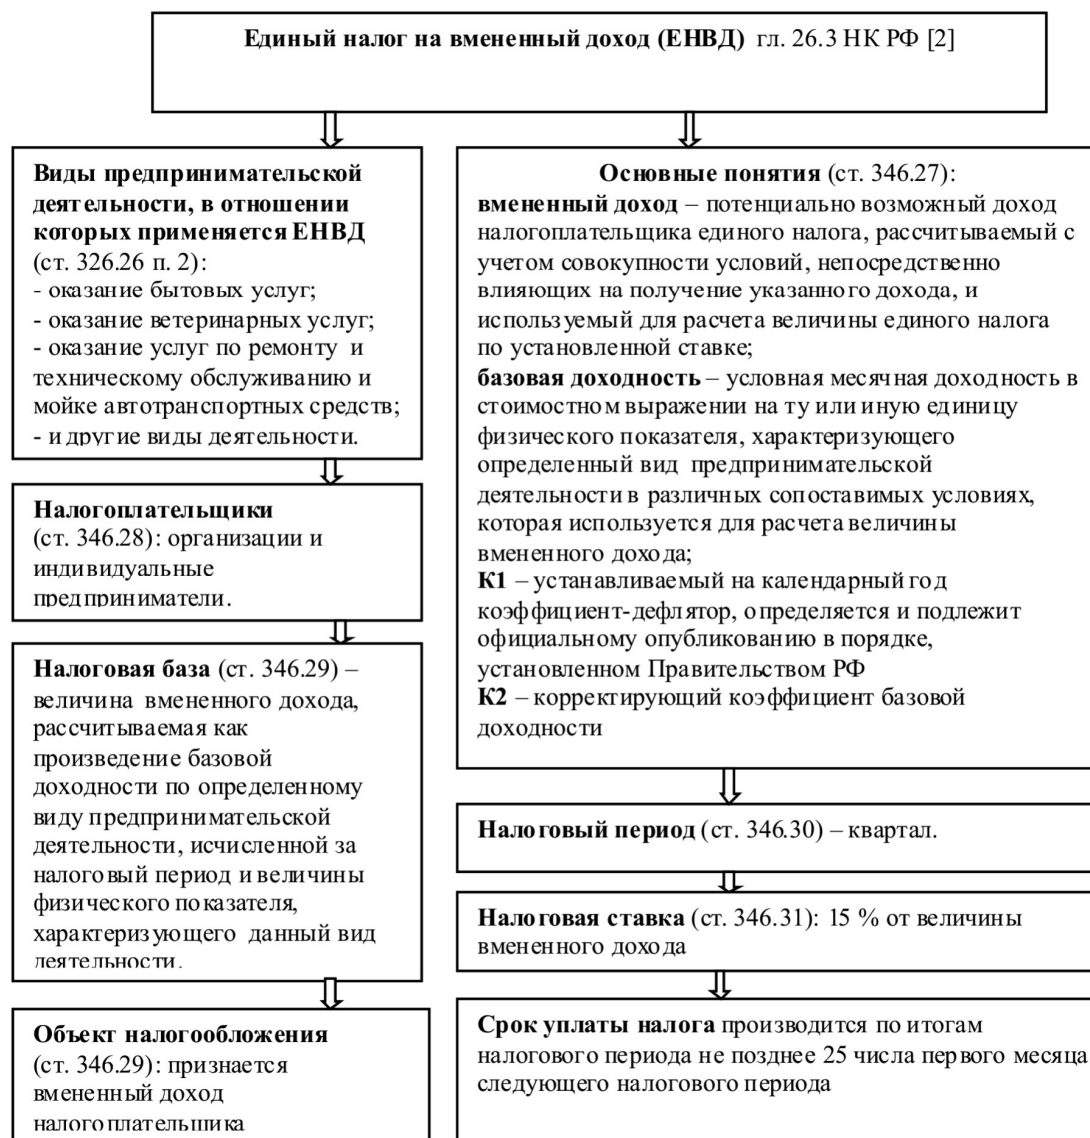 Единый налог на вмененный доход (ЕНВД) гл. 26.3 НК РФ [2]
Виды предпринимательской
деятельности, в отношении
которых применяется ЕНВД
(ст. 326.26 п. 2):
- оказание бытовых услуг;
- оказание ветеринарных услуг;
- оказание услуг по ремонту и
техническому обслуживанию и
мойке автотранспортных средств;
- и другие виды деятельности.
Налогоплательщики
(ст. 346.28): организации и
индивидуальные
предприниматели.
Налоговая база (ст. 346.29) –
величина вмененного дохода,
рассчитываемая как
произведение базовой
доходности по определенному
виду предпринимательской
деятельности, исчисленной за
налоговый период и величины
физического показателя,
характеризующего данный вид
деятельности.
Объект налогообложения
(ст. 346.29): признается
вмененный доход
налогоплательщика
Основные понятия (ст. 346.27):
вмененный доход – потенциально возможный доход
налогоплательщика единого налога, рассчитываемый с
учетом совокупности условий, непосредственно
влияющих на получение указанного дохода, и
используемый для расчета величины единого налога
по установленной ставке;
базовая доходность – условная месячная доходность в
стоимостном выражении на ту или иную единицу
физического показателя, характеризующего
определенный вид предпринимательской
деятельности в различных сопоставимых условиях,
которая используется для расчета величины
вмененного дохода;
К1 – устанавливаемый на календарный год
коэффициент-дефлятор, определяется и подлежит
официальному опубликованию в порядке,
установленном Правительством РФ
К2 – корректирующий коэффициент базовой
доходности
Налоговый период (ст. 346.30) – квартал.
Налоговая ставка (ст. 346.31): 15 % от величины
вмененного дохода
Срок уплаты налога производится по итогам
налогового периода не позднее 25 числа первого месяца
следующего налогового периода